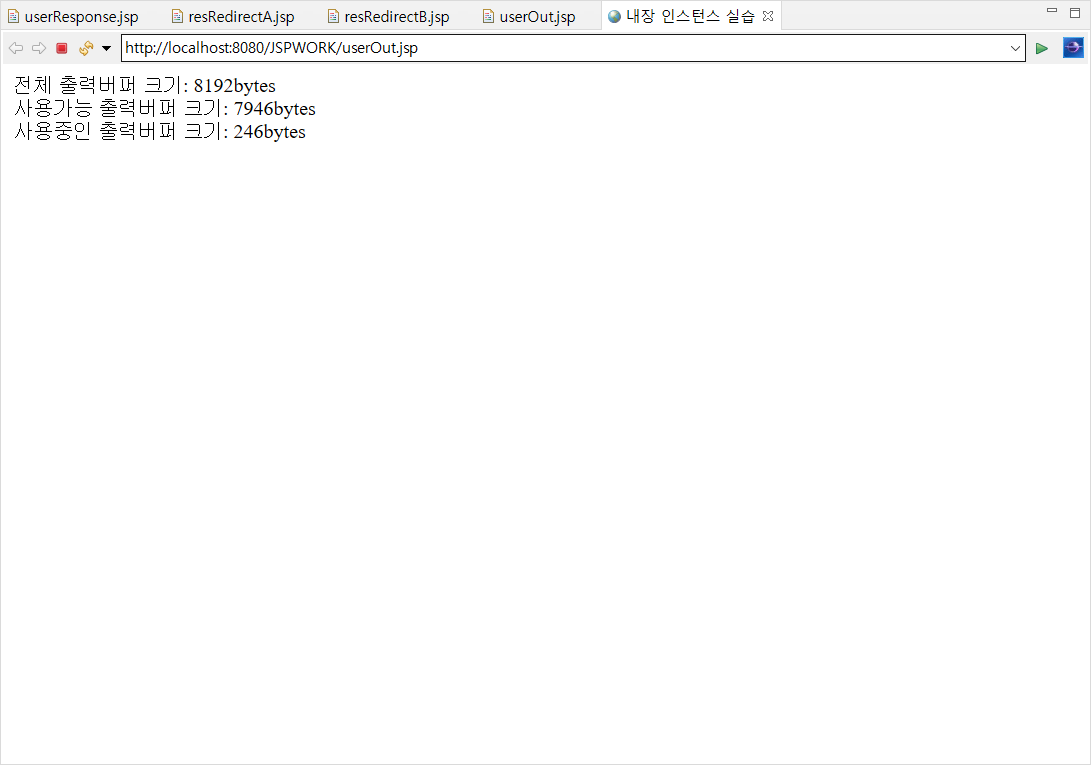 userResponse.jsp resRedirectA.jsp resRedirectB.jsp userOut.jsp 내장 인스턴스 실습
http://localhost:8080/JSPWORK/userOut.jsp
전체 출력버퍼 크기: 8192bytes
사용가능 출력버퍼 크기: 7946bytes
사용중인 출력버퍼 크기: 246bytes